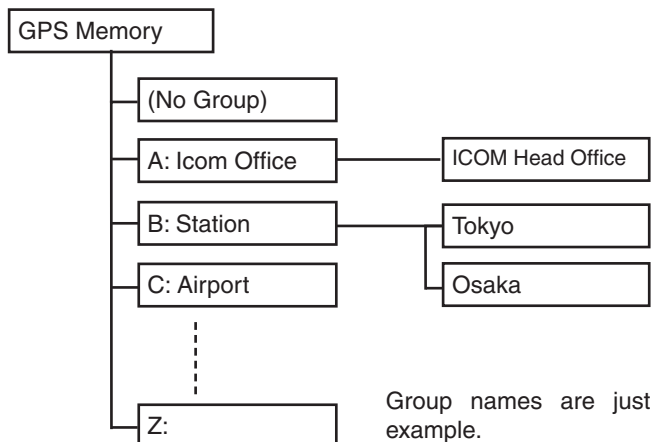 GPS Memory
(No Group)
A: Icom Office
ICOM Head Office
B: Station
Tokyo
C: Airport
Osaka
Z:
Group names are just
example.